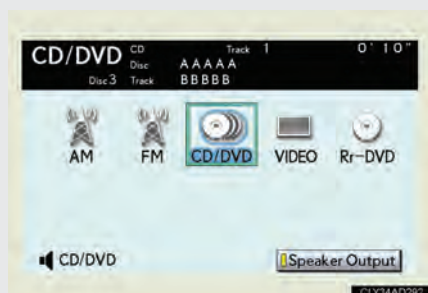 CD/DVD CD Track 1 0'10"
Disc AAAAA
Disc 3 Track BBBBB
AM FM CD/DVD VIDEO Rr-DVD
CD/DVD Speaker Output